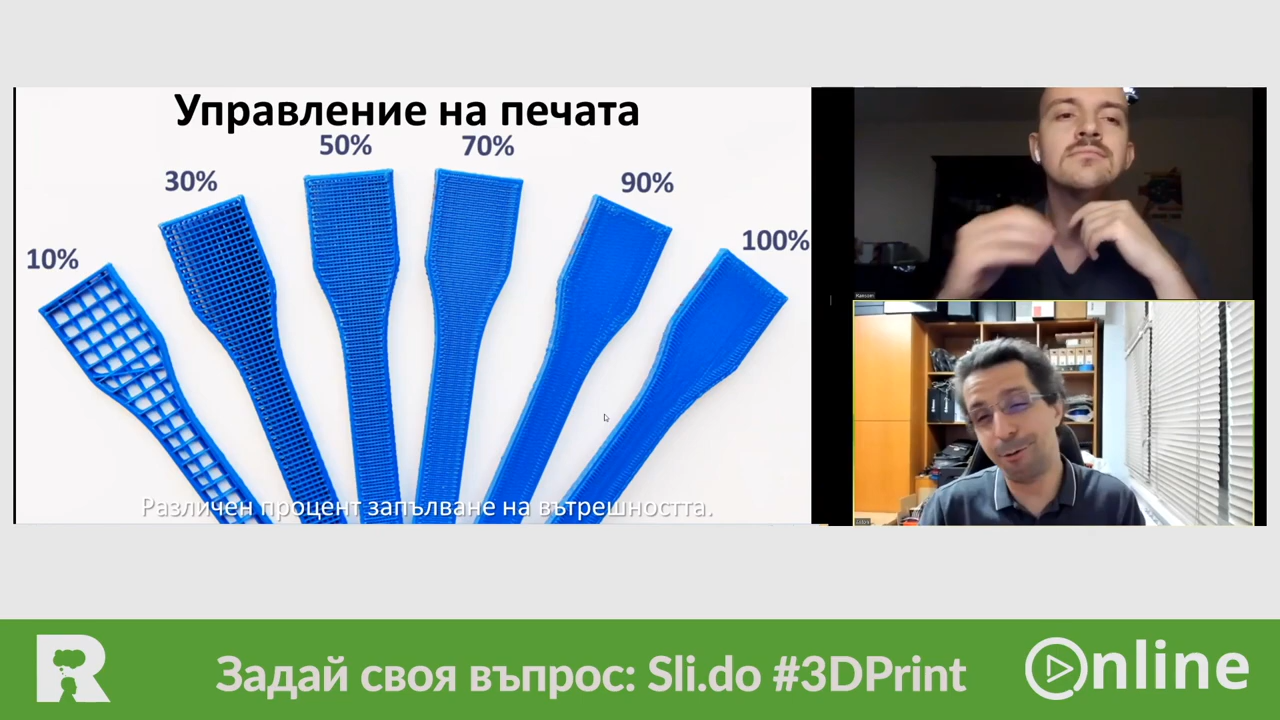 Управление на печата
10%
30%
50%
70%
90%
100%
Различен процент запълване на вътрешността.
R
Задай своя въпрос: Sli.do #3DPrint
Online